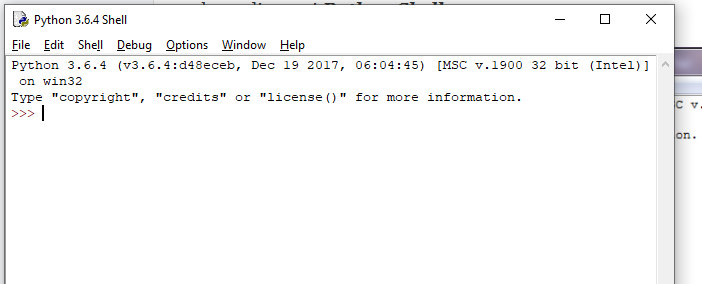 Python 3.6.4 Shell
File Edit Shell Debug Options Window Help
Python 3.6.4 (v3.6.4:d48eceb, Dec 19 2017, 06:04:45) [MSC v.1900 32 bit (Intel)]
on win32
Type "copyright", "credits" or "license()" for more information.
>>>
C v.
on.